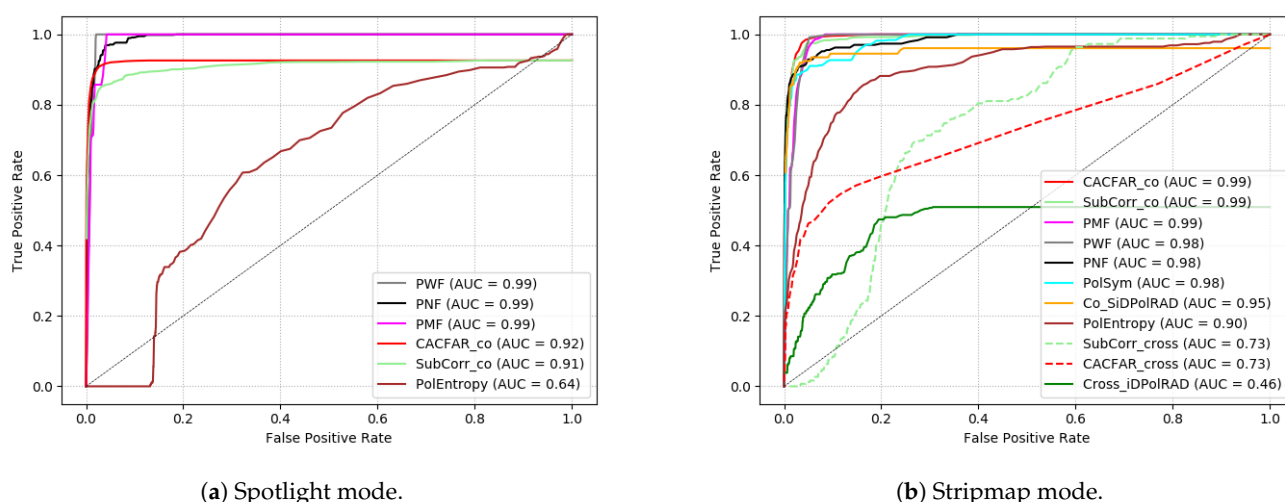 True Positive Rate
1.0
0.8
0.6
0.4
0.2
0.0
PWF (AUC = 0.99)
PNF (AUC = 0.99)
PMF (AUC = 0.99)
CACFAR_co (AUC = 0.92)
SubCorr_co (AUC = 0.91)
PolEntropy (AUC = 0.64)
0.0 0.2 0.4 0.6 0.8 1.0
False Positive Rate
(a) Spotlight mode.
True Positive Rate
1.0
0.8
0.6
0.4
0.2
0.0
CACFAR_co (AUC = 0.99)
SubCorr_co (AUC = 0.99)
PMF (AUC = 0.99)
PWF (AUC = 0.98)
PNF (AUC = 0.98)
PolSym (AUC = 0.98)
Co_SiDPolRAD (AUC = 0.95)
PolEntropy (AUC = 0.90)
SubCorr_cross (AUC = 0.73)
CACFAR_cross (AUC = 0.73)
Cross_iDPolRAD (AUC = 0.46)
0.0 0.2 0.4 0.6 0.8 1.0
False Positive Rate
(b) Stripmap mode.